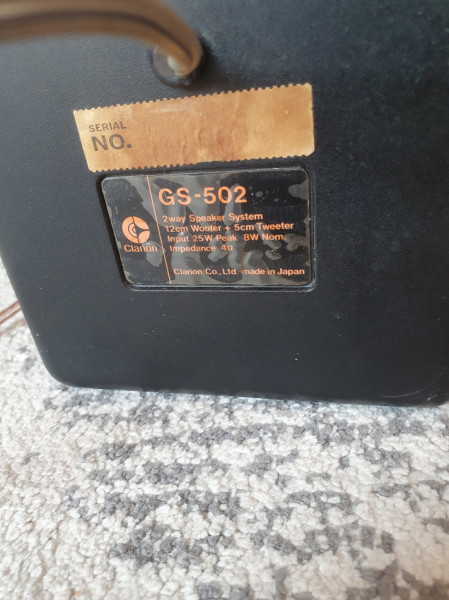 SERIAL
NO.
GS-502
2way Speaker System
12cm Woofer + 5cm Tweeter
Input 25W Peak 8W Nom.
Impedance 4Ω
Clarion
Clarion Co., Ltd. made in Japan